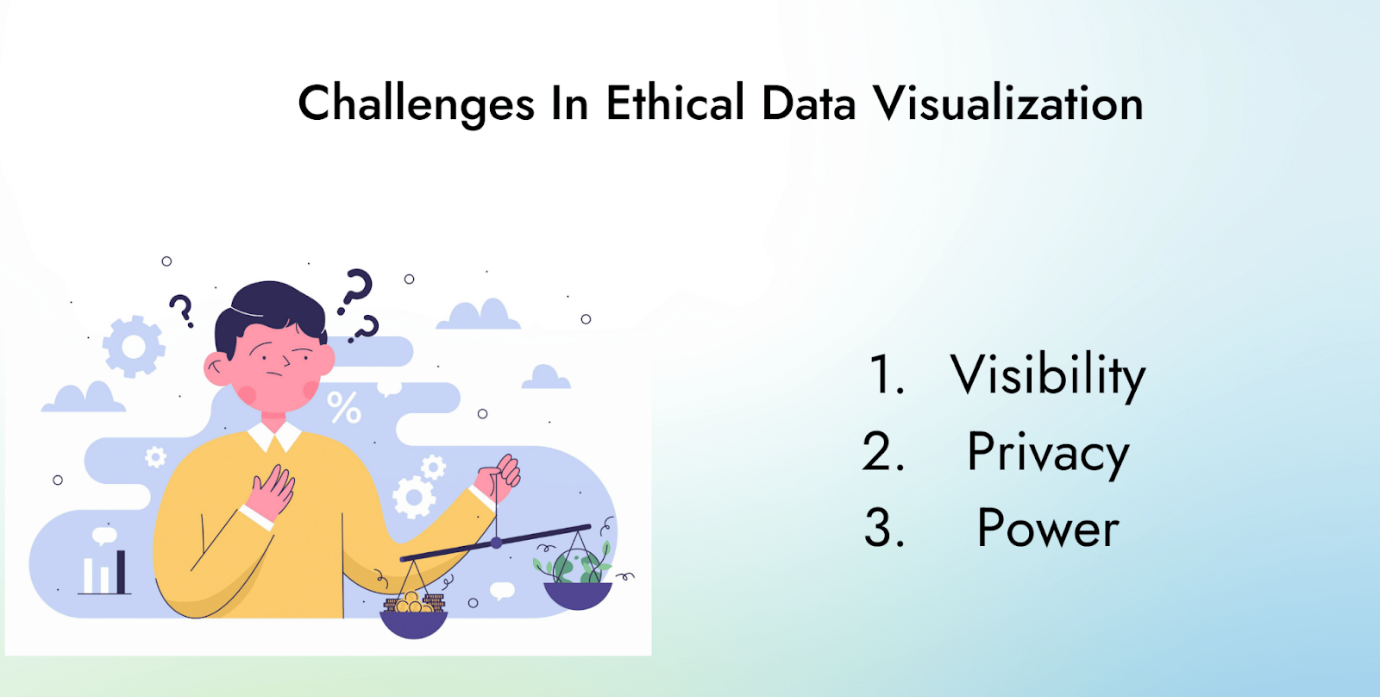 Challenges In Ethical Data Visualization
%
1. Visibility
2. Privacy
3. Power